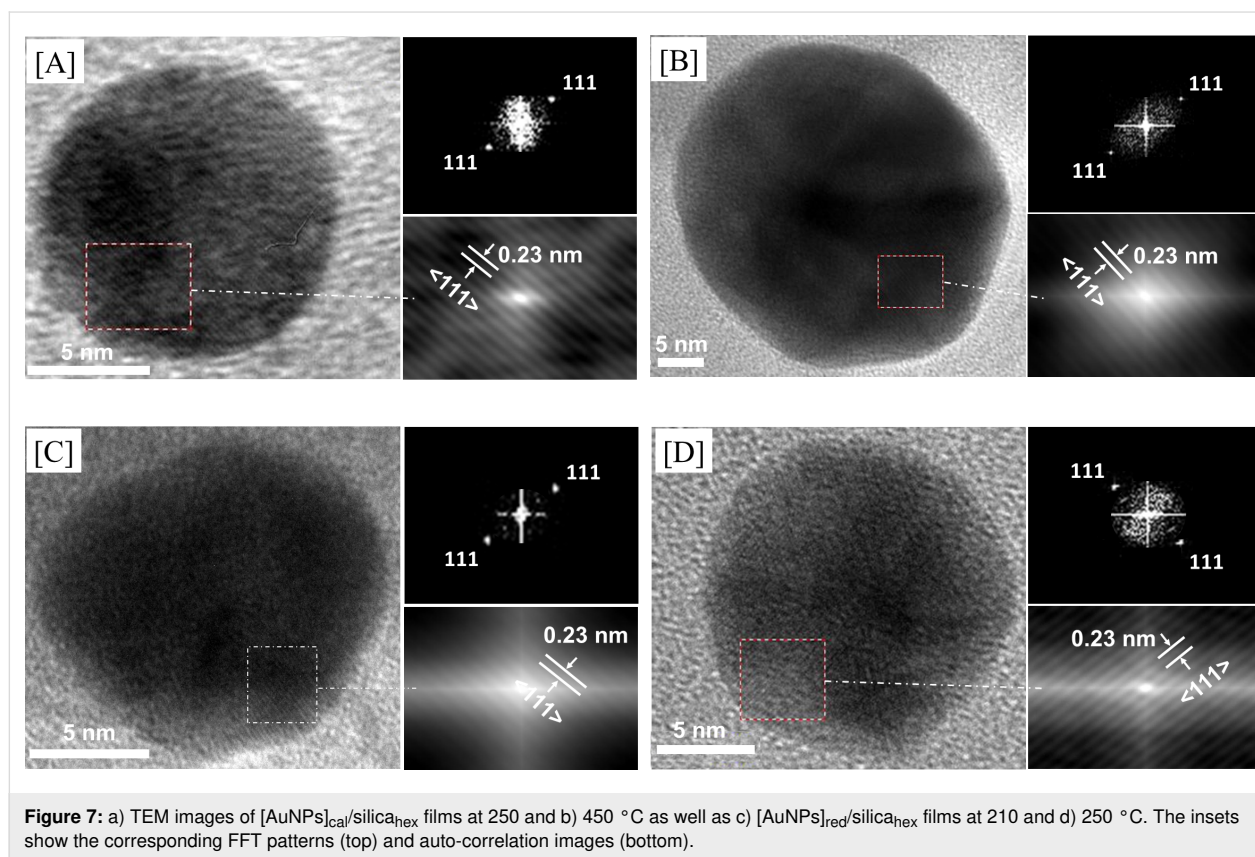 [A]
111
111
0.23 nm
<111>
5 nm
[B]
111
111
0.23 nm
<111>
5 nm
[C]
111
111
0.23 nm
<111>
5 nm
[D]
111
111
0.23 nm
<111>
5 nm
Figure 7: a) TEM images of [AuNPs]cal/silicahex films at 250 and b) 450 °C as well as c) [AuNPs]red/silicahex films at 210 and d) 250 °C. The insets
show the corresponding FFT patterns (top) and auto-correlation images (bottom).